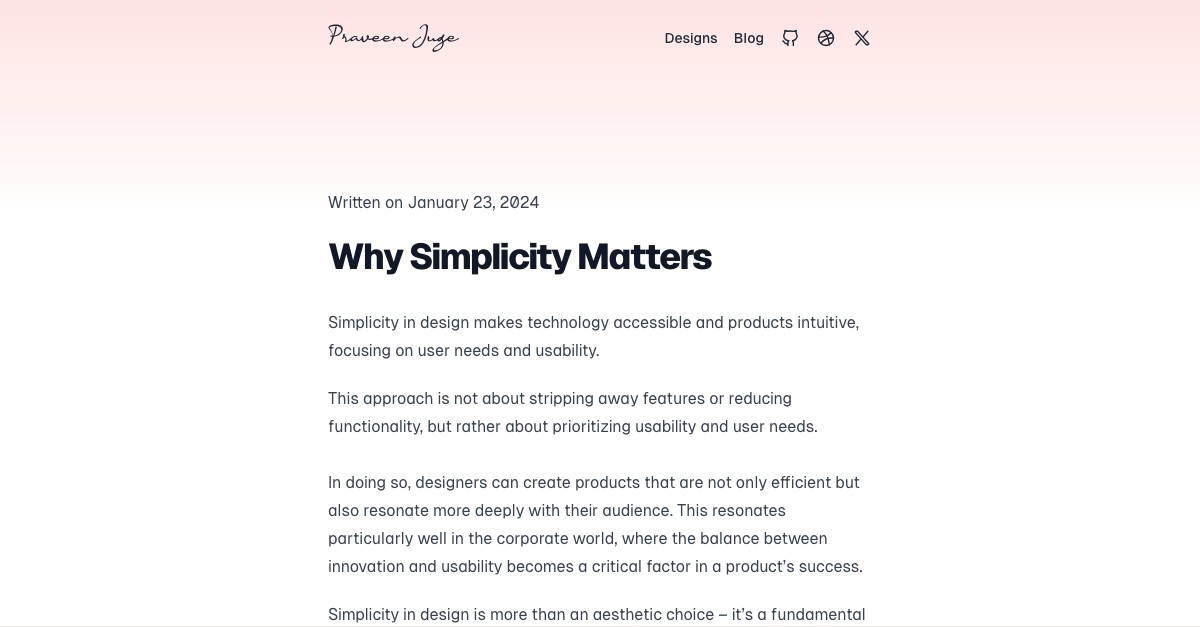 Praveen Juge
Designs Blog
Written on January 23, 2024
Why Simplicity Matters
Simplicity in design makes technology accessible and products intuitive,
focusing on user needs and usability.
This approach is not about stripping away features or reducing
functionality, but rather about prioritizing usability and user needs.
In doing so, designers can create products that are not only efficient but
also resonate more deeply with their audience. This resonates
particularly well in the corporate world, where the balance between
innovation and usability becomes a critical factor in a product’s success.
Simplicity in design is more than an aesthetic choice – it’s a fundamental